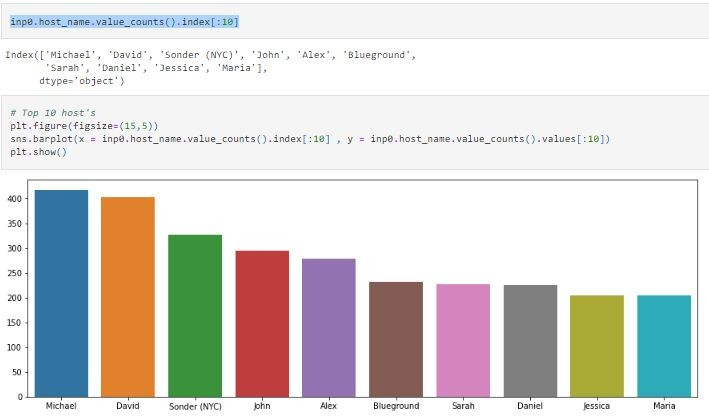 inp0.host_name.value_counts().index[:10]
Index(['Michael', 'David', 'Sonder (NYC)', 'John', 'Alex', 'Blueground',
'Sarah', 'Daniel', 'Jessica', 'Maria'],
dtype='object')
# Top 10 host's
plt.figure(figsize=(15,5))
sns.barplot(x = inp0.host_name.value_counts().index[:10] , y = inp0.host_name.value_counts().values[:10])
plt.show()
400
350
300
250
200
150
100
50
0
Michael David Sonder (NYC) John Alex Blueground Sarah Daniel Jessica Maria